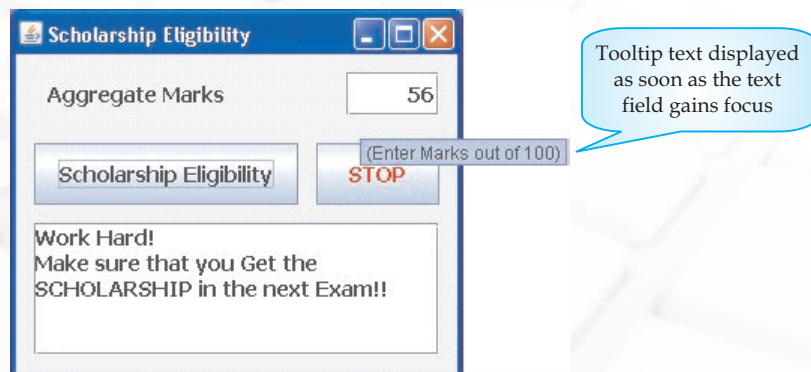 Scholarship Eligibility
Aggregate Marks
56
(Enter Marks out of 100)
Scholarship Eligibility
STOP
Work Hard!
Make sure that you Get the
SCHOLARSHIP in the next Exam!!
Tooltip text displayed
as soon as the text
field gains focus